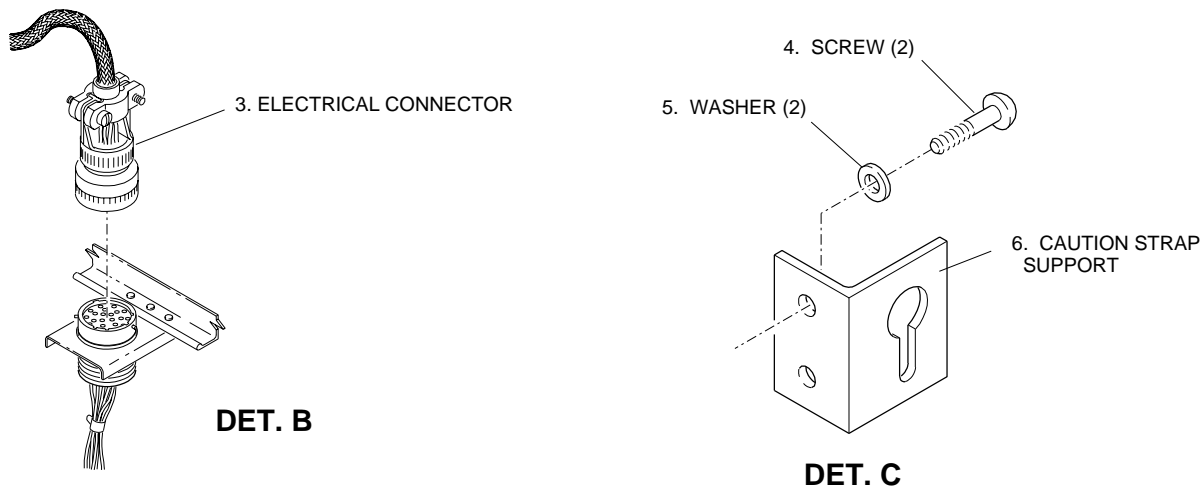 3. ELECTRICAL CONNECTOR
DET. B
4. SCREW (2)
5. WASHER (2)
6. CAUTION STRAP
SUPPORT
DET. C